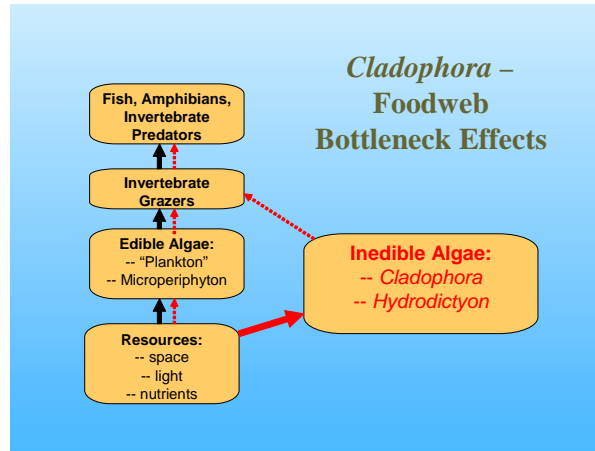 Cladophora –
Foodweb
Bottleneck Effects
Fish, Amphibians,
Invertebrate
Predators
Invertebrate
Grazers
Edible Algae:
-- “Plankton”
-- Microperiphyton
Inedible Algae:
-- Cladophora
-- Hydrodictyon
Resources:
-- space
-- light
-- nutrients